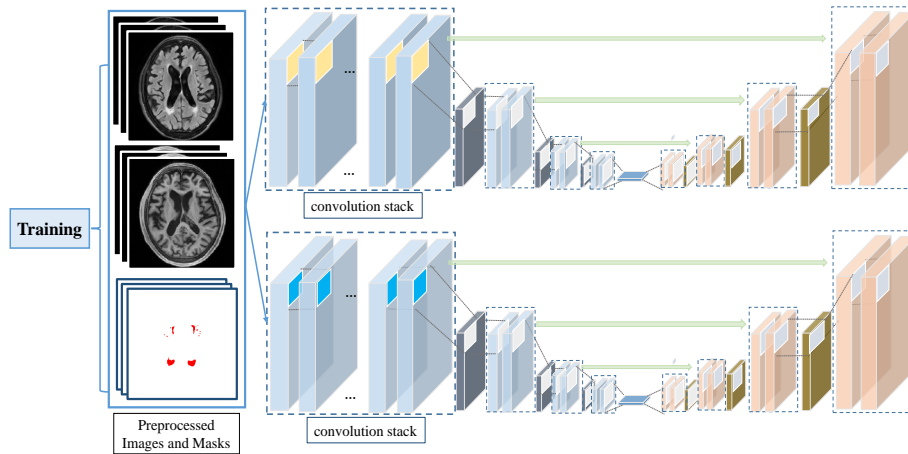 Training
Preprocessed
Images and Masks
...
...
convolution stack
...
...
convolution stack